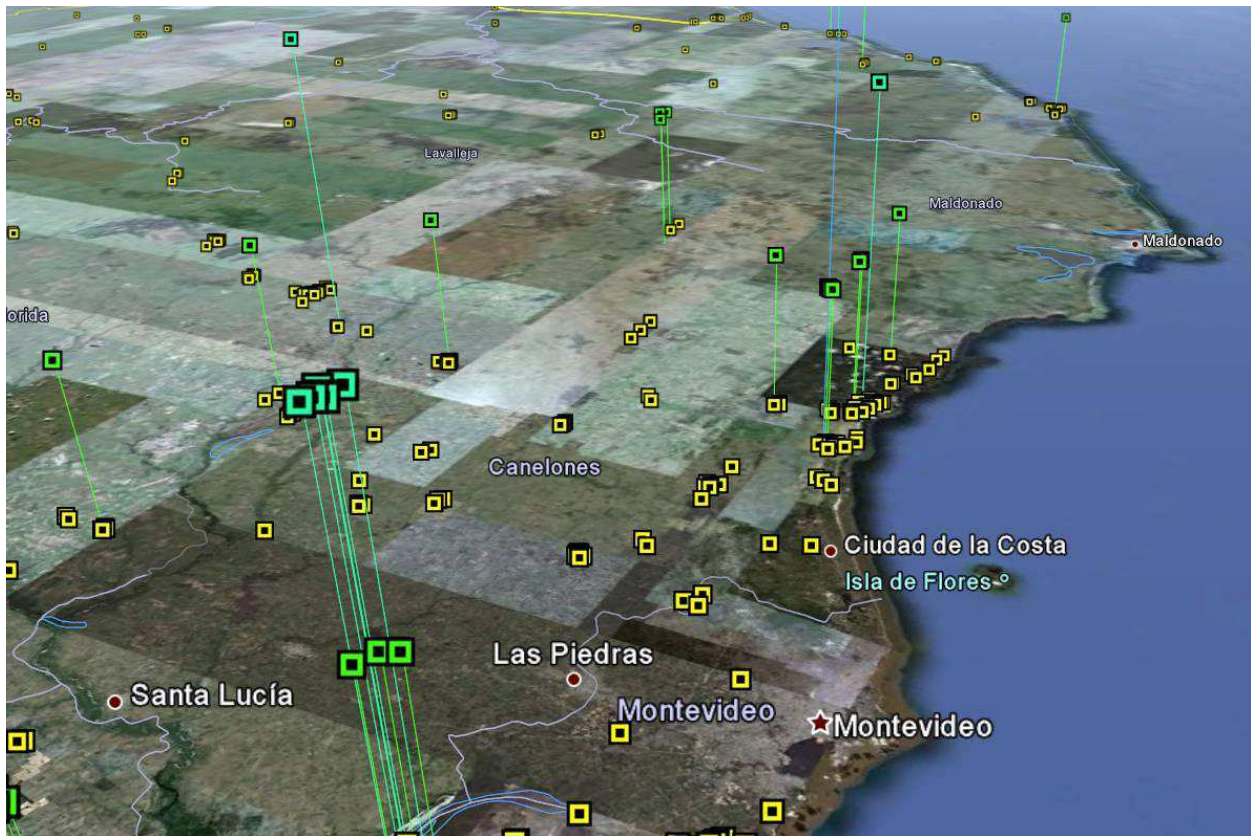 Lavalleja
Maldonado
Maldonado
orida
Canelones
Ciudad de la Costa
Isla de Flores
Las Piedras
Santa Lucía
Montevideo
Montevideo